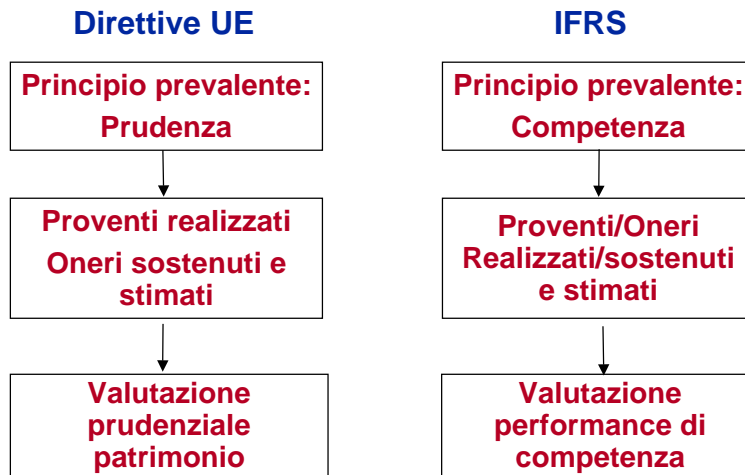 Direttive UE
Principio prevalente:
Prudenza
Proventi realizzati
Oneri sostenuti e
stimati
Valutazione
prudenziale
patrimonio
IFRS
Principio prevalente:
Competenza
Proventi/Oneri
Realizzati/sostenuti
e stimati
Valutazione
performance di
competenza